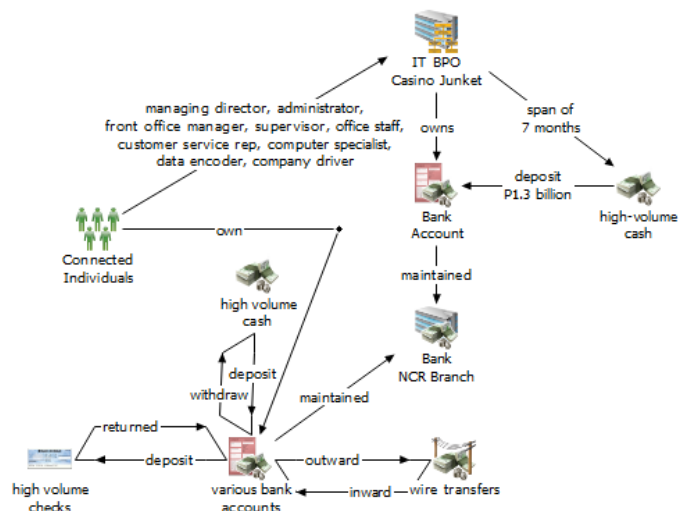 IT BPO
Casino Junket
managing director, administrator,
front office manager, supervisor, office staff,
customer service rep, computer specialist,
data encoder, company driver
owns
span of
7 months
deposit
P1.3 billion
Bank
Account
high-volume
cash
Connected
Individuals
own
high volume
cash
maintained
deposit
withdraw
maintained
Bank
NCR Branch
returned
deposit
outward
inward
high volume
checks
various bank
accounts
wire transfers